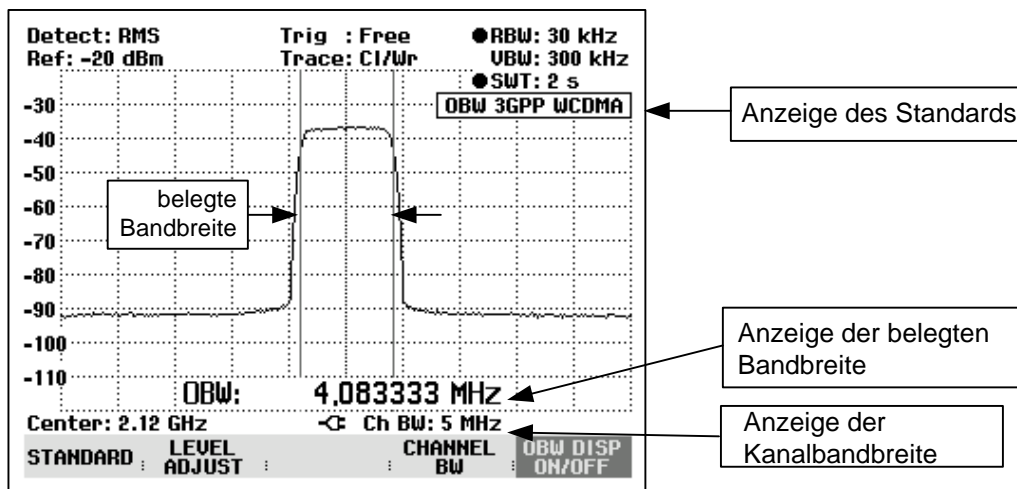 Detect: RMS Trig : Free ●RBW: 30 kHz
Ref: -20 dBm Trace: Cl/Wr VBW: 300 kHz
●SWT: 2 s
OBW 3GPP WCDMA
Anzeige des Standards
-30
-40
-50
-60
-70
-80
-90
-100
-110
belegte
Bandbreite
Anzeige der belegten
Bandbreite
OBW: 4,083333 MHz
Center: 2.12 GHz Ch BW: 5 MHz
Anzeige der
Kanalbandbreite
STANDARD : LEVEL ADJUST : : CHANNEL BW : OBW DISP ON/OFF